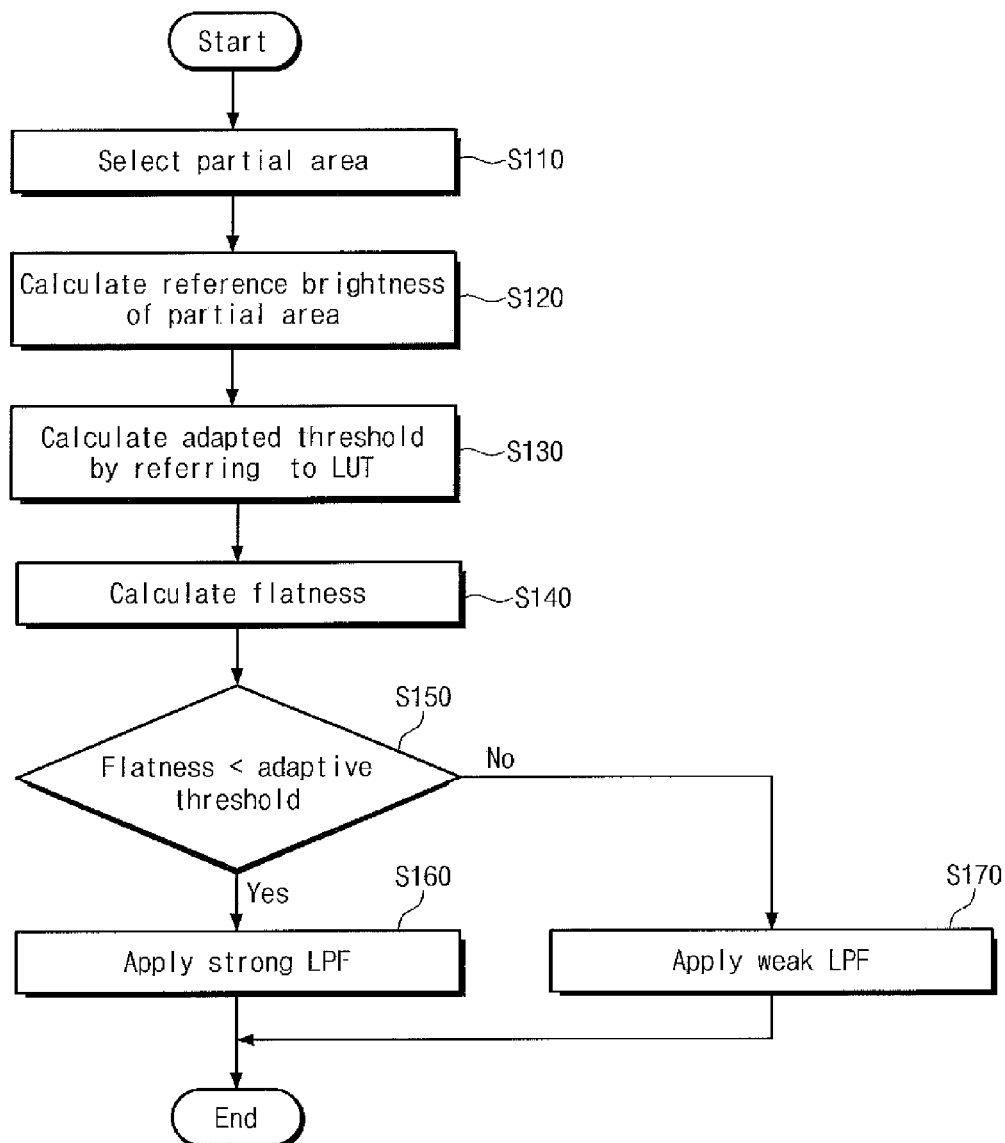 Start
Select partial area
S110
Calculate reference brightness
of partial area
S120
Calculate adapted threshold
by referring to LUT
S130
Calculate flatness
S140
S150
Flatness < adaptive
threshold
No
Yes
S160
Apply strong LPF
S170
Apply weak LPF
End